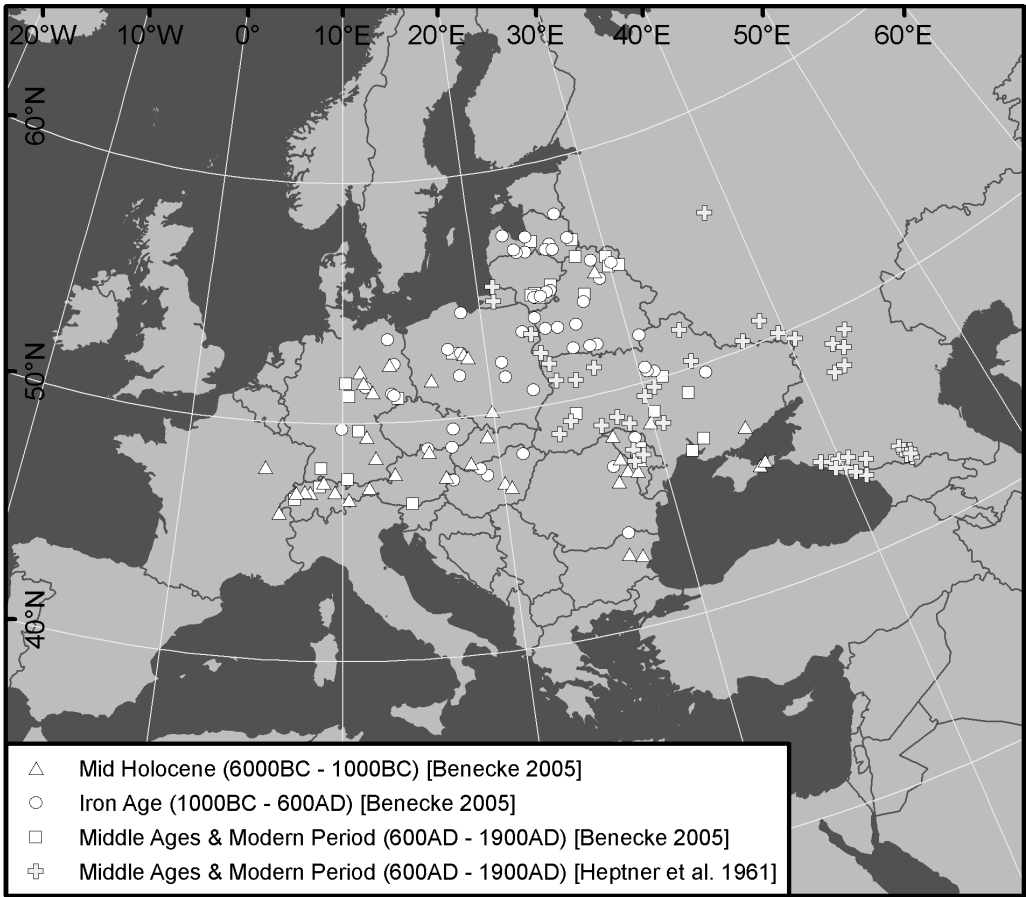 20°W 10°W 0° 10°E 20°E 30°E 40°E 50°E 60°E
60°N
50°N
40°N
Mid Holocene (6000BC - 1000BC) [Benecke 2005]
Iron Age (1000BC - 600AD) [Benecke 2005]
Middle Ages & Modern Period (600AD - 1900AD) [Benecke 2005]
Middle Ages & Modern Period (600AD - 1900AD) [Heptner et al. 1961]